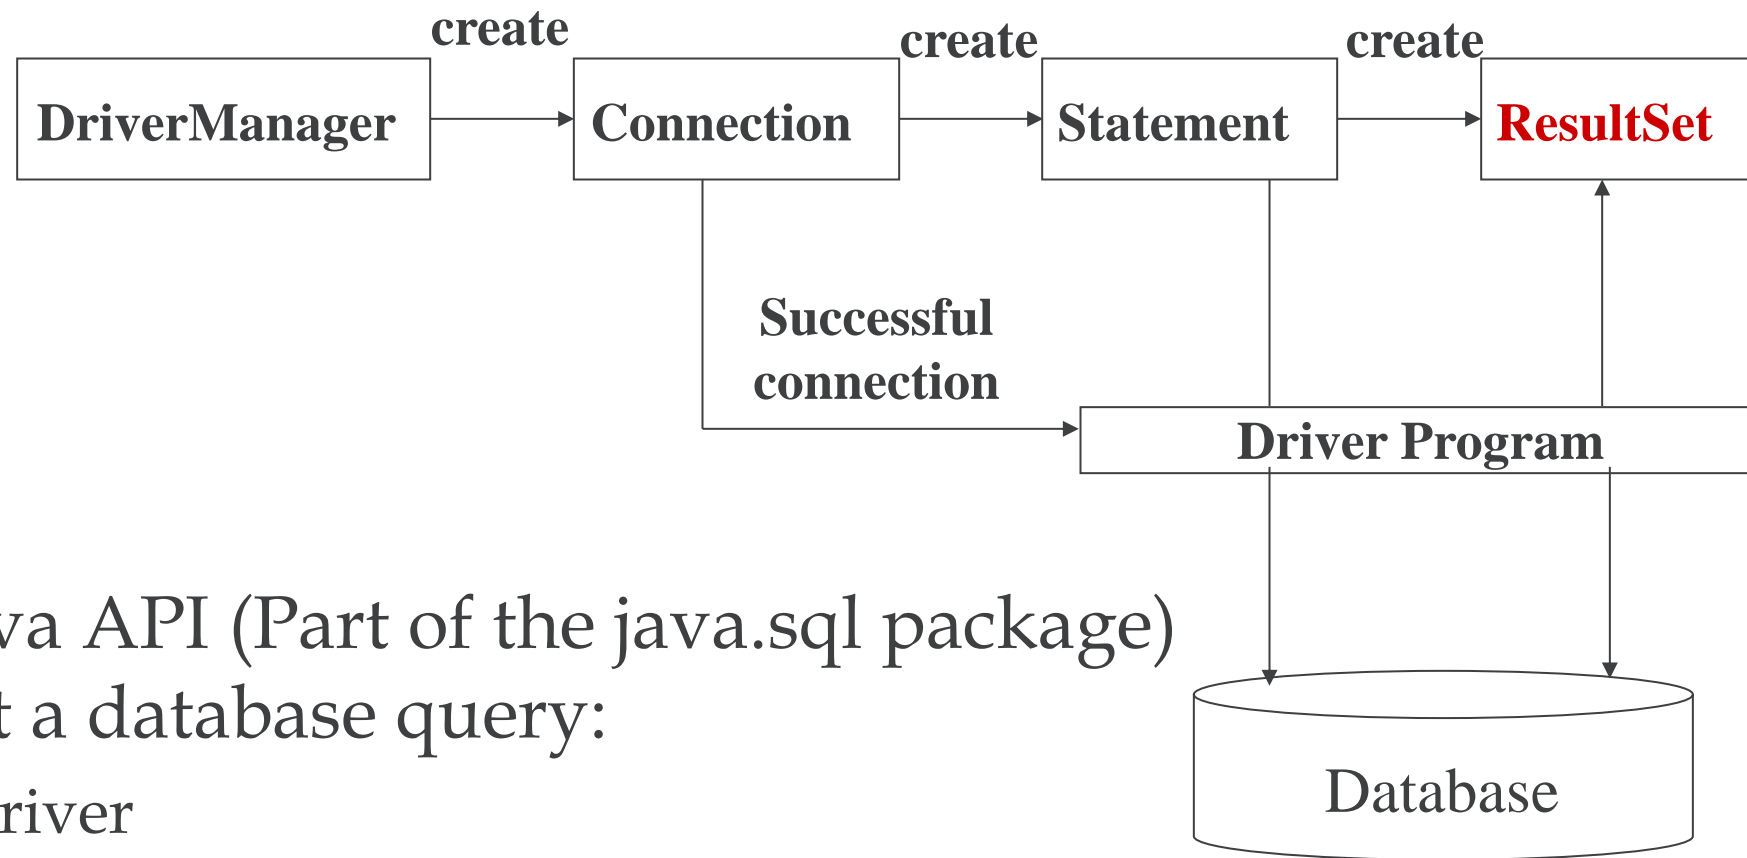 create
create
create
DriverManager
Connection
Statement
ResultSet
Successful
connection
Driver Program
va API (Part of the java.sql package)
t a database query:
river
Database